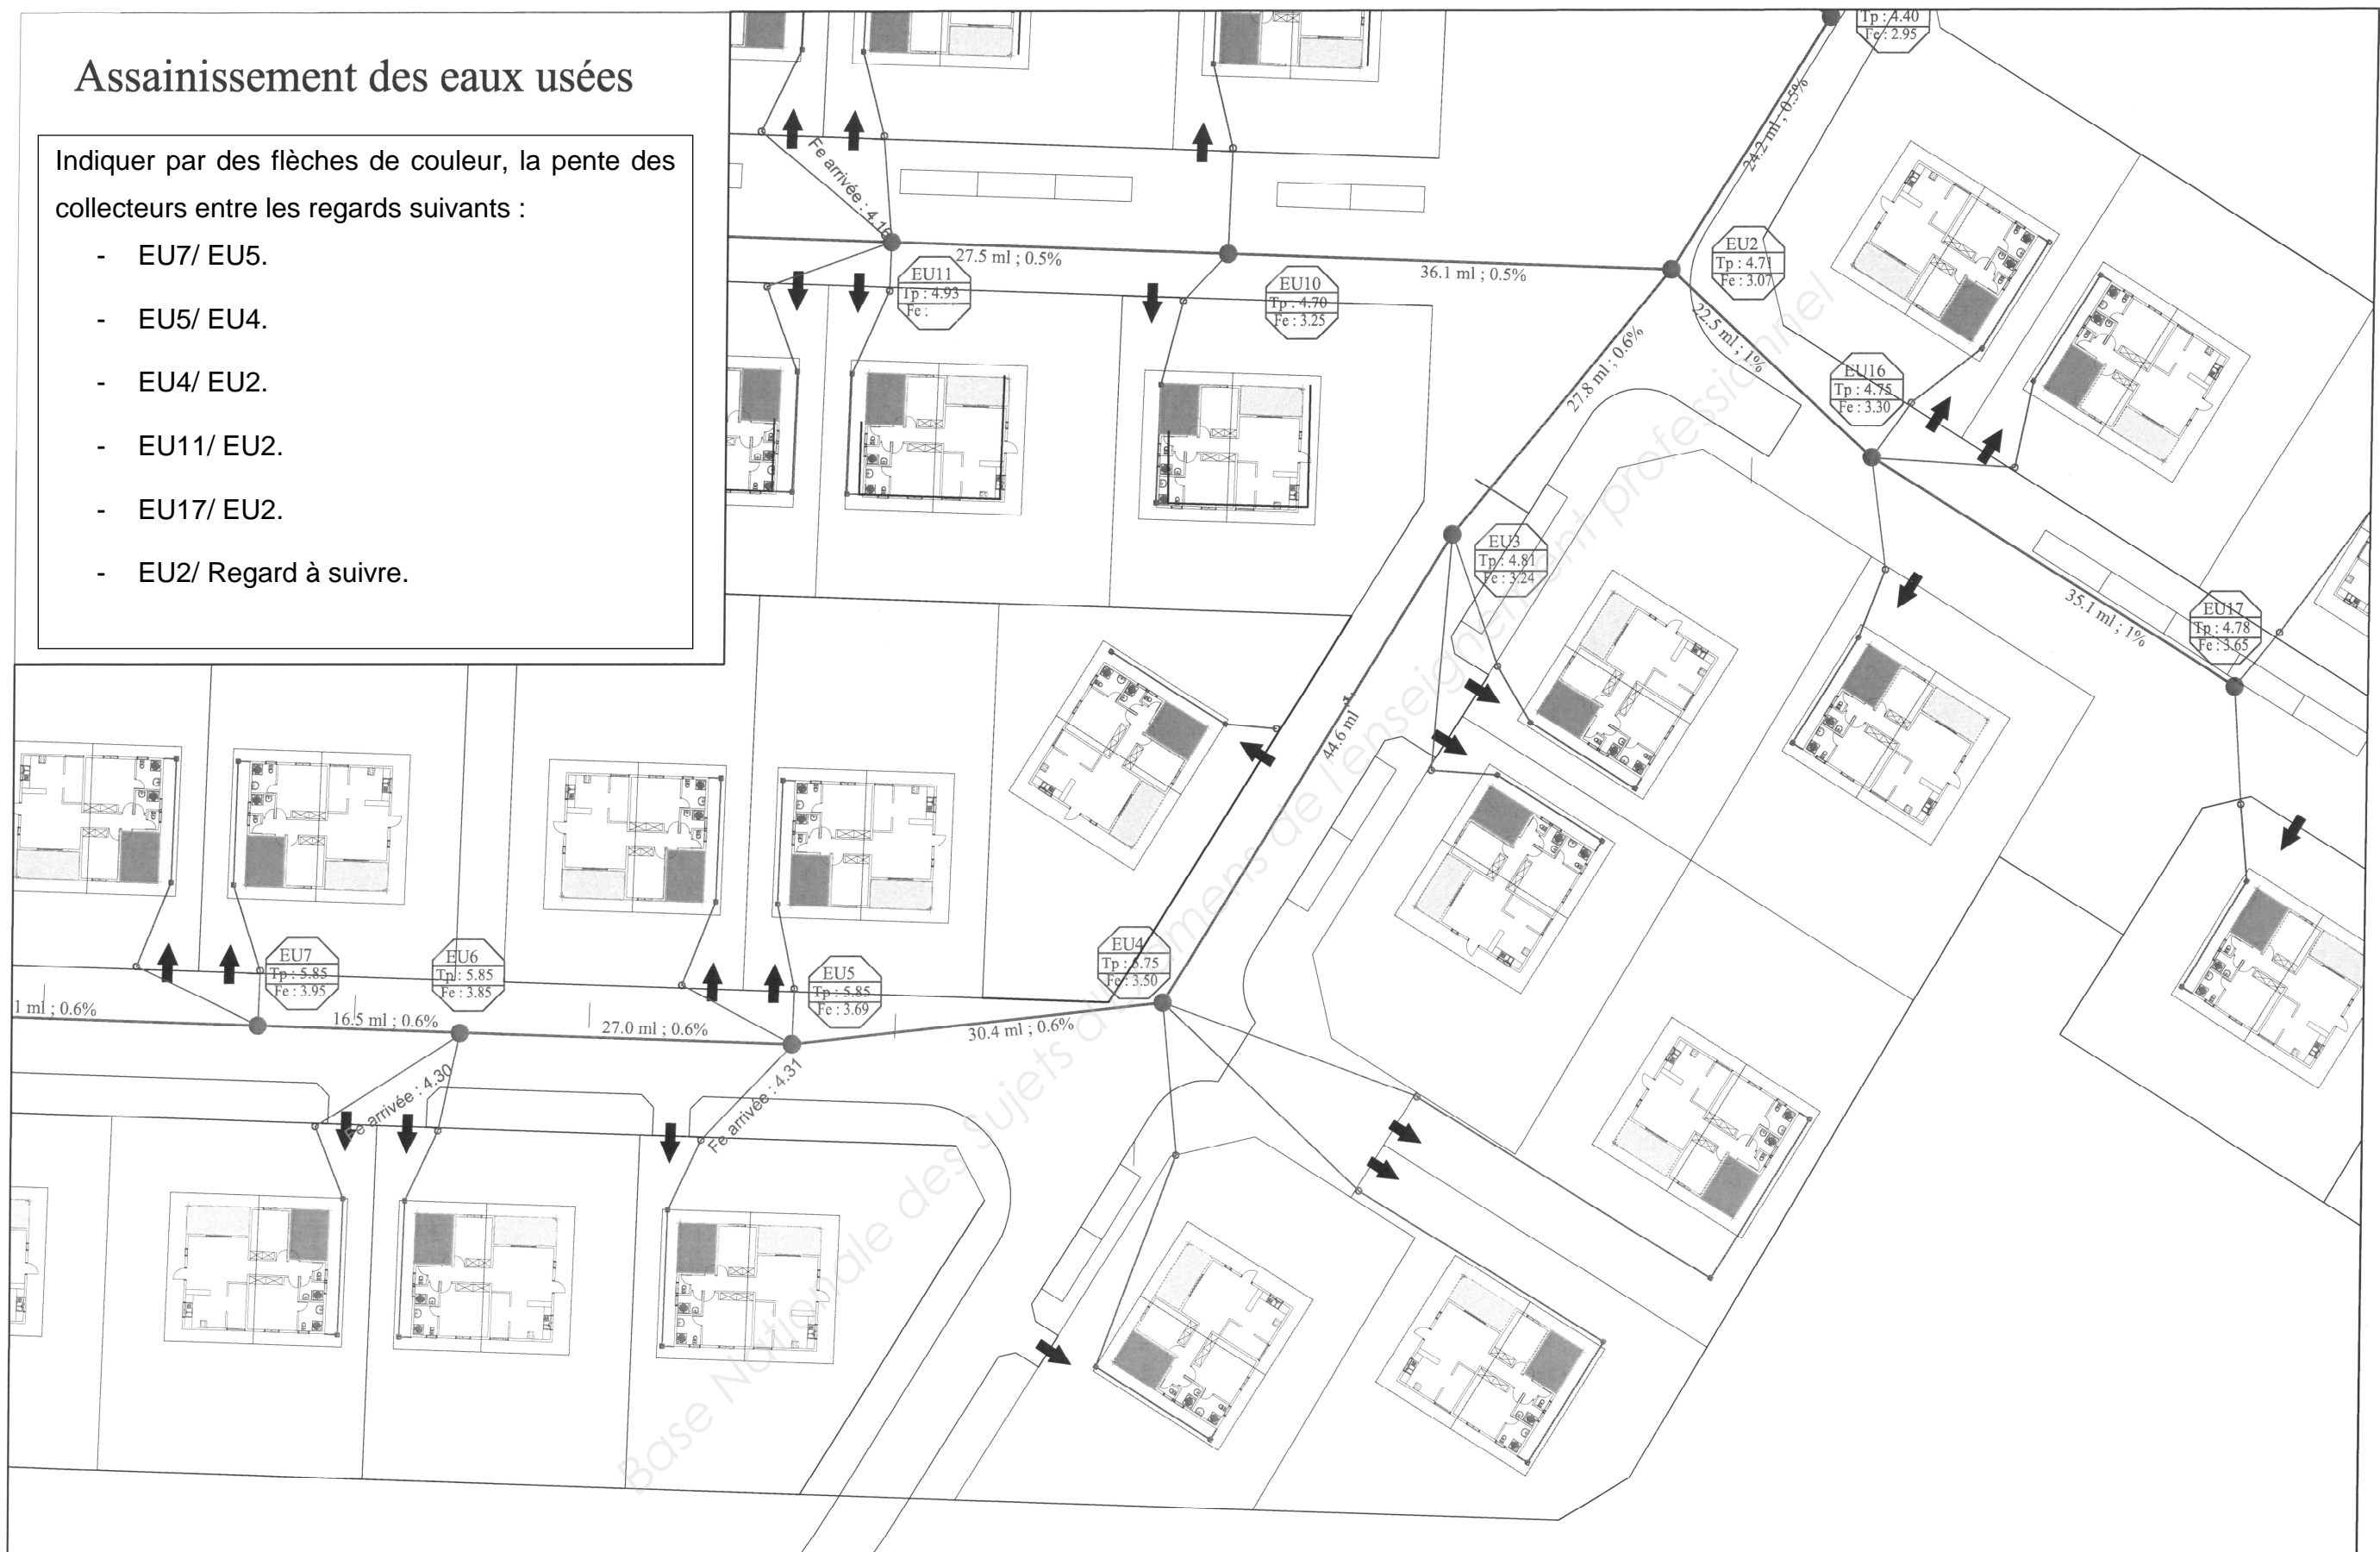 Assainissement des eaux usées
Indiquer par des flèches de couleur, la pente des
collecteurs entre les regards suivants :
- EU7/ EU5.
- EU5/ EU4.
- EU4/ EU2.
- EU11/ EU2.
- EU17/ EU2.
- EU2/ Regard à suivre.
Tp : 4.40
Fe : 2.95
24.2 ml ; 0.5%
Fe arrivée : 4.16
27.5 ml ; 0.5%
36.1 ml ; 0.5%
EU11
Tp : 4.93
Fe :
EU10
Tp : 4.70
Fe : 3.25
EU2
Tp : 4.71
Fe : 3.07
22.5 ml ; 1%
27.8 ml ; 0.6%
EU16
Tp : 4.75
Fe : 3.30
EU3
Tp : 4.81
Fe : 3.24
35.1 ml ; 1%
EU17
Tp : 4.78
Fe : 3.65
44.6 ml
EU7
Tp : 5.85
Fe : 3.95
EU6
Tp : 5.85
Fe : 3.85
EU5
Tp : 5.85
Fe : 3.69
EU4
Fe : 3.50
1 ml ; 0.6%
16.5 ml ; 0.6%
27.0 ml ; 0.6%
30.4 ml ; 0.6%
Fe arrivée : 4.30
Fe arrivée : 4.31
Base Nationale des Sujets d'Examens de l'enseignement professionnel